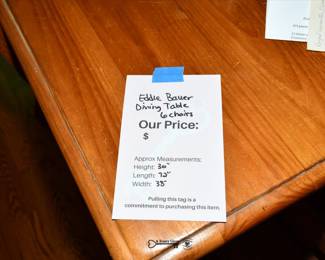 Eddie Bauer
Dining Table
6 chairs
Our Price:
$
Approx Measurements:
Height: 30"
Length: 72"
Width: 38"
Pulling this tag is a
commitment to purchasing this item.